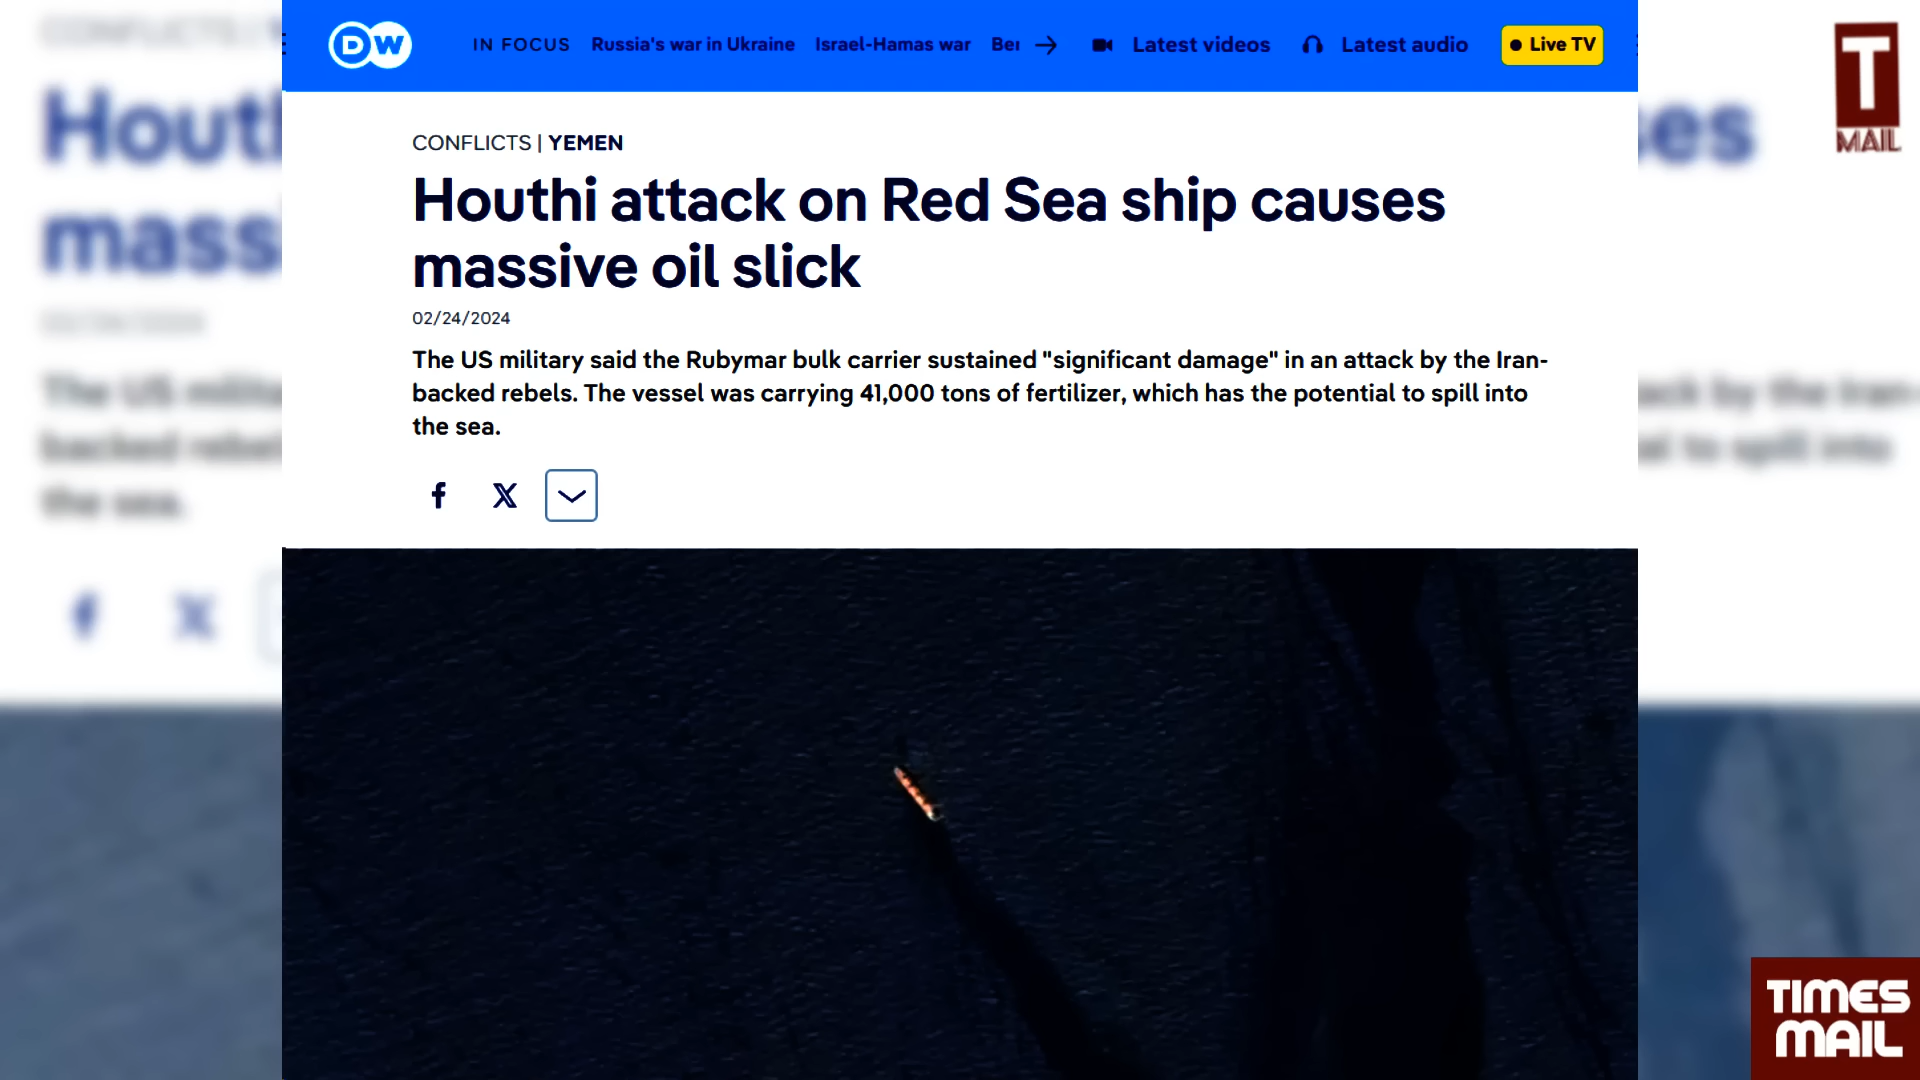 DW IN FOCUS Russia's war in Ukraine Israel-Hamas war Latest videos Latest audio Live TV
T
MAIL
CONFLICTS | YEMEN
Houthi attack on Red Sea ship causes
massive oil slick
02/24/2024
The US military said the Rubymar bulk carrier sustained "significant damage" in an attack by the Iran-
backed rebels. The vessel was carrying 41,000 tons of fertilizer, which has the potential to spill into
the sea.
TIMES
MAIL